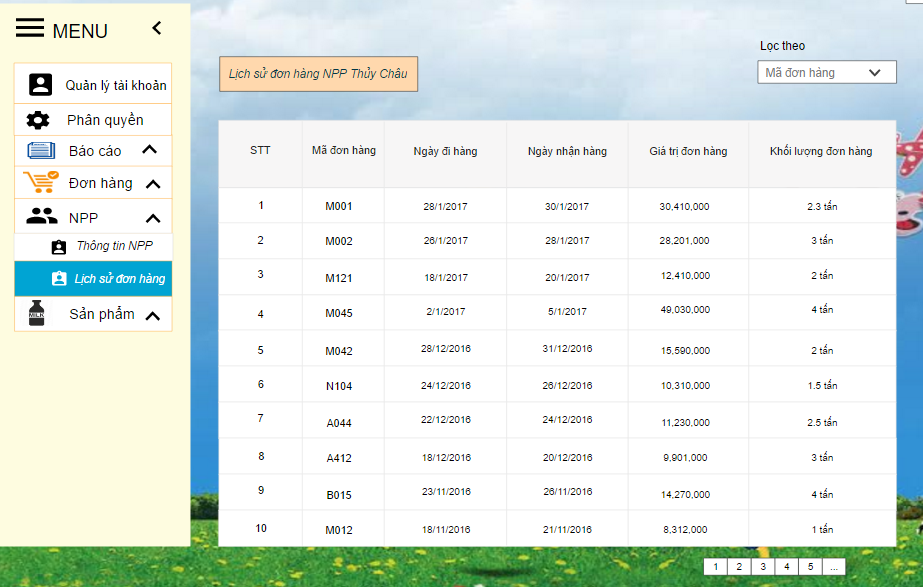 MENU
Quản lý tài khoản
Phân quyền
Báo cáo
Đơn hàng
NPP
Thông tin NPP
Lịch sử đơn hàng
MILK
Sản phẩm
Lịch sử đơn hàng NPP Thủy Châu
Lọc theo
Mã đơn hàng
STT Mã đơn hàng Ngày đi hàng Ngày nhận hàng Giá trị đơn hàng Khối lượng đơn hàng
1 M001 28/1/2017 30/1/2017 30,410,000 2.3 tấn
2 M002 26/1/2017 28/1/2017 28,201,000 3 tấn
3 M121 18/1/2017 20/1/2017 12,410,000 2 tấn
4 M045 2/1/2017 5/1/2017 49,030,000 4 tấn
5 M042 28/12/2016 31/12/2016 15,590,000 2 tấn
6 N104 24/12/2016 26/12/2016 10,310,000 1.5 tấn
7 A044 22/12/2016 24/12/2016 11,230,000 2.5 tấn
8 A412 18/12/2016 20/12/2016 9,901,000 3 tấn
9 B015 23/11/2016 26/11/2016 14,270,000 4 tấn
10 M012 18/11/2016 21/11/2016 8,312,000 1 tấn
1 2 3 4 5 ...